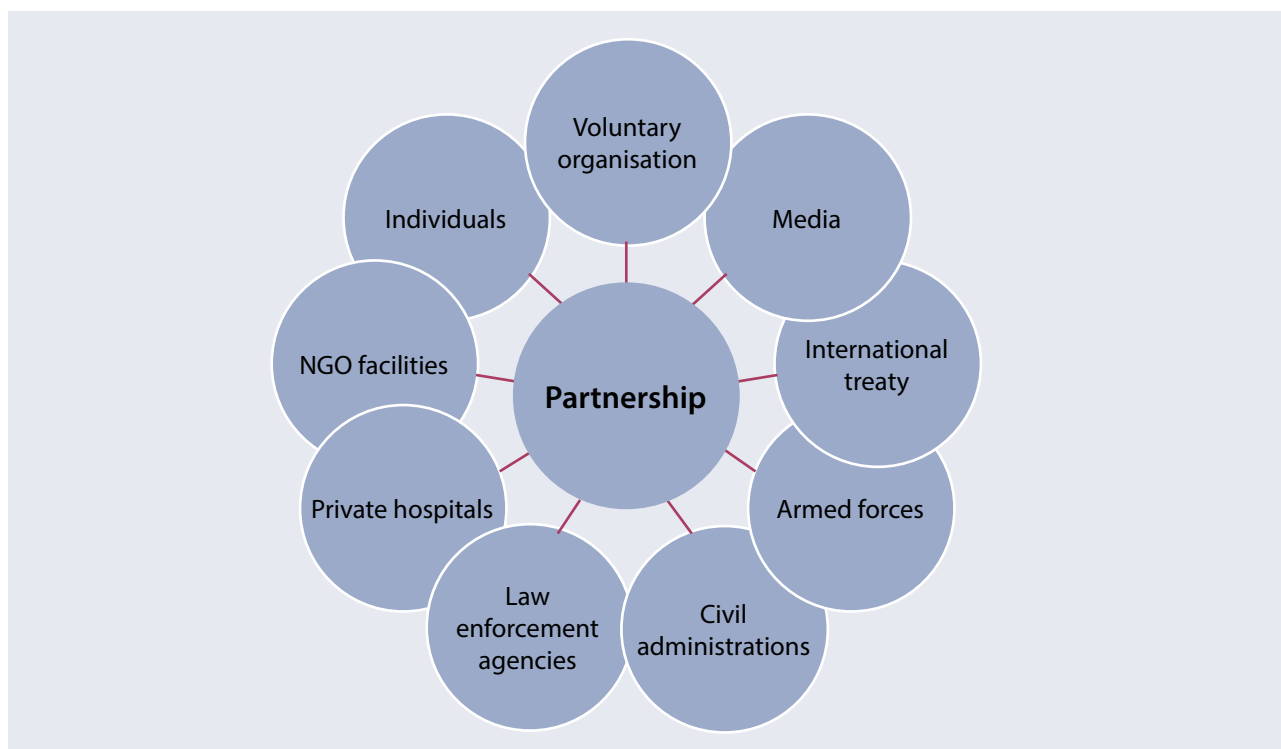 Voluntary
organisation
Media
International
treaty
Armed forces
Civil
administrations
Law
enforcement
agencies
Private hospitals
NGO facilities
Individuals
Partnership